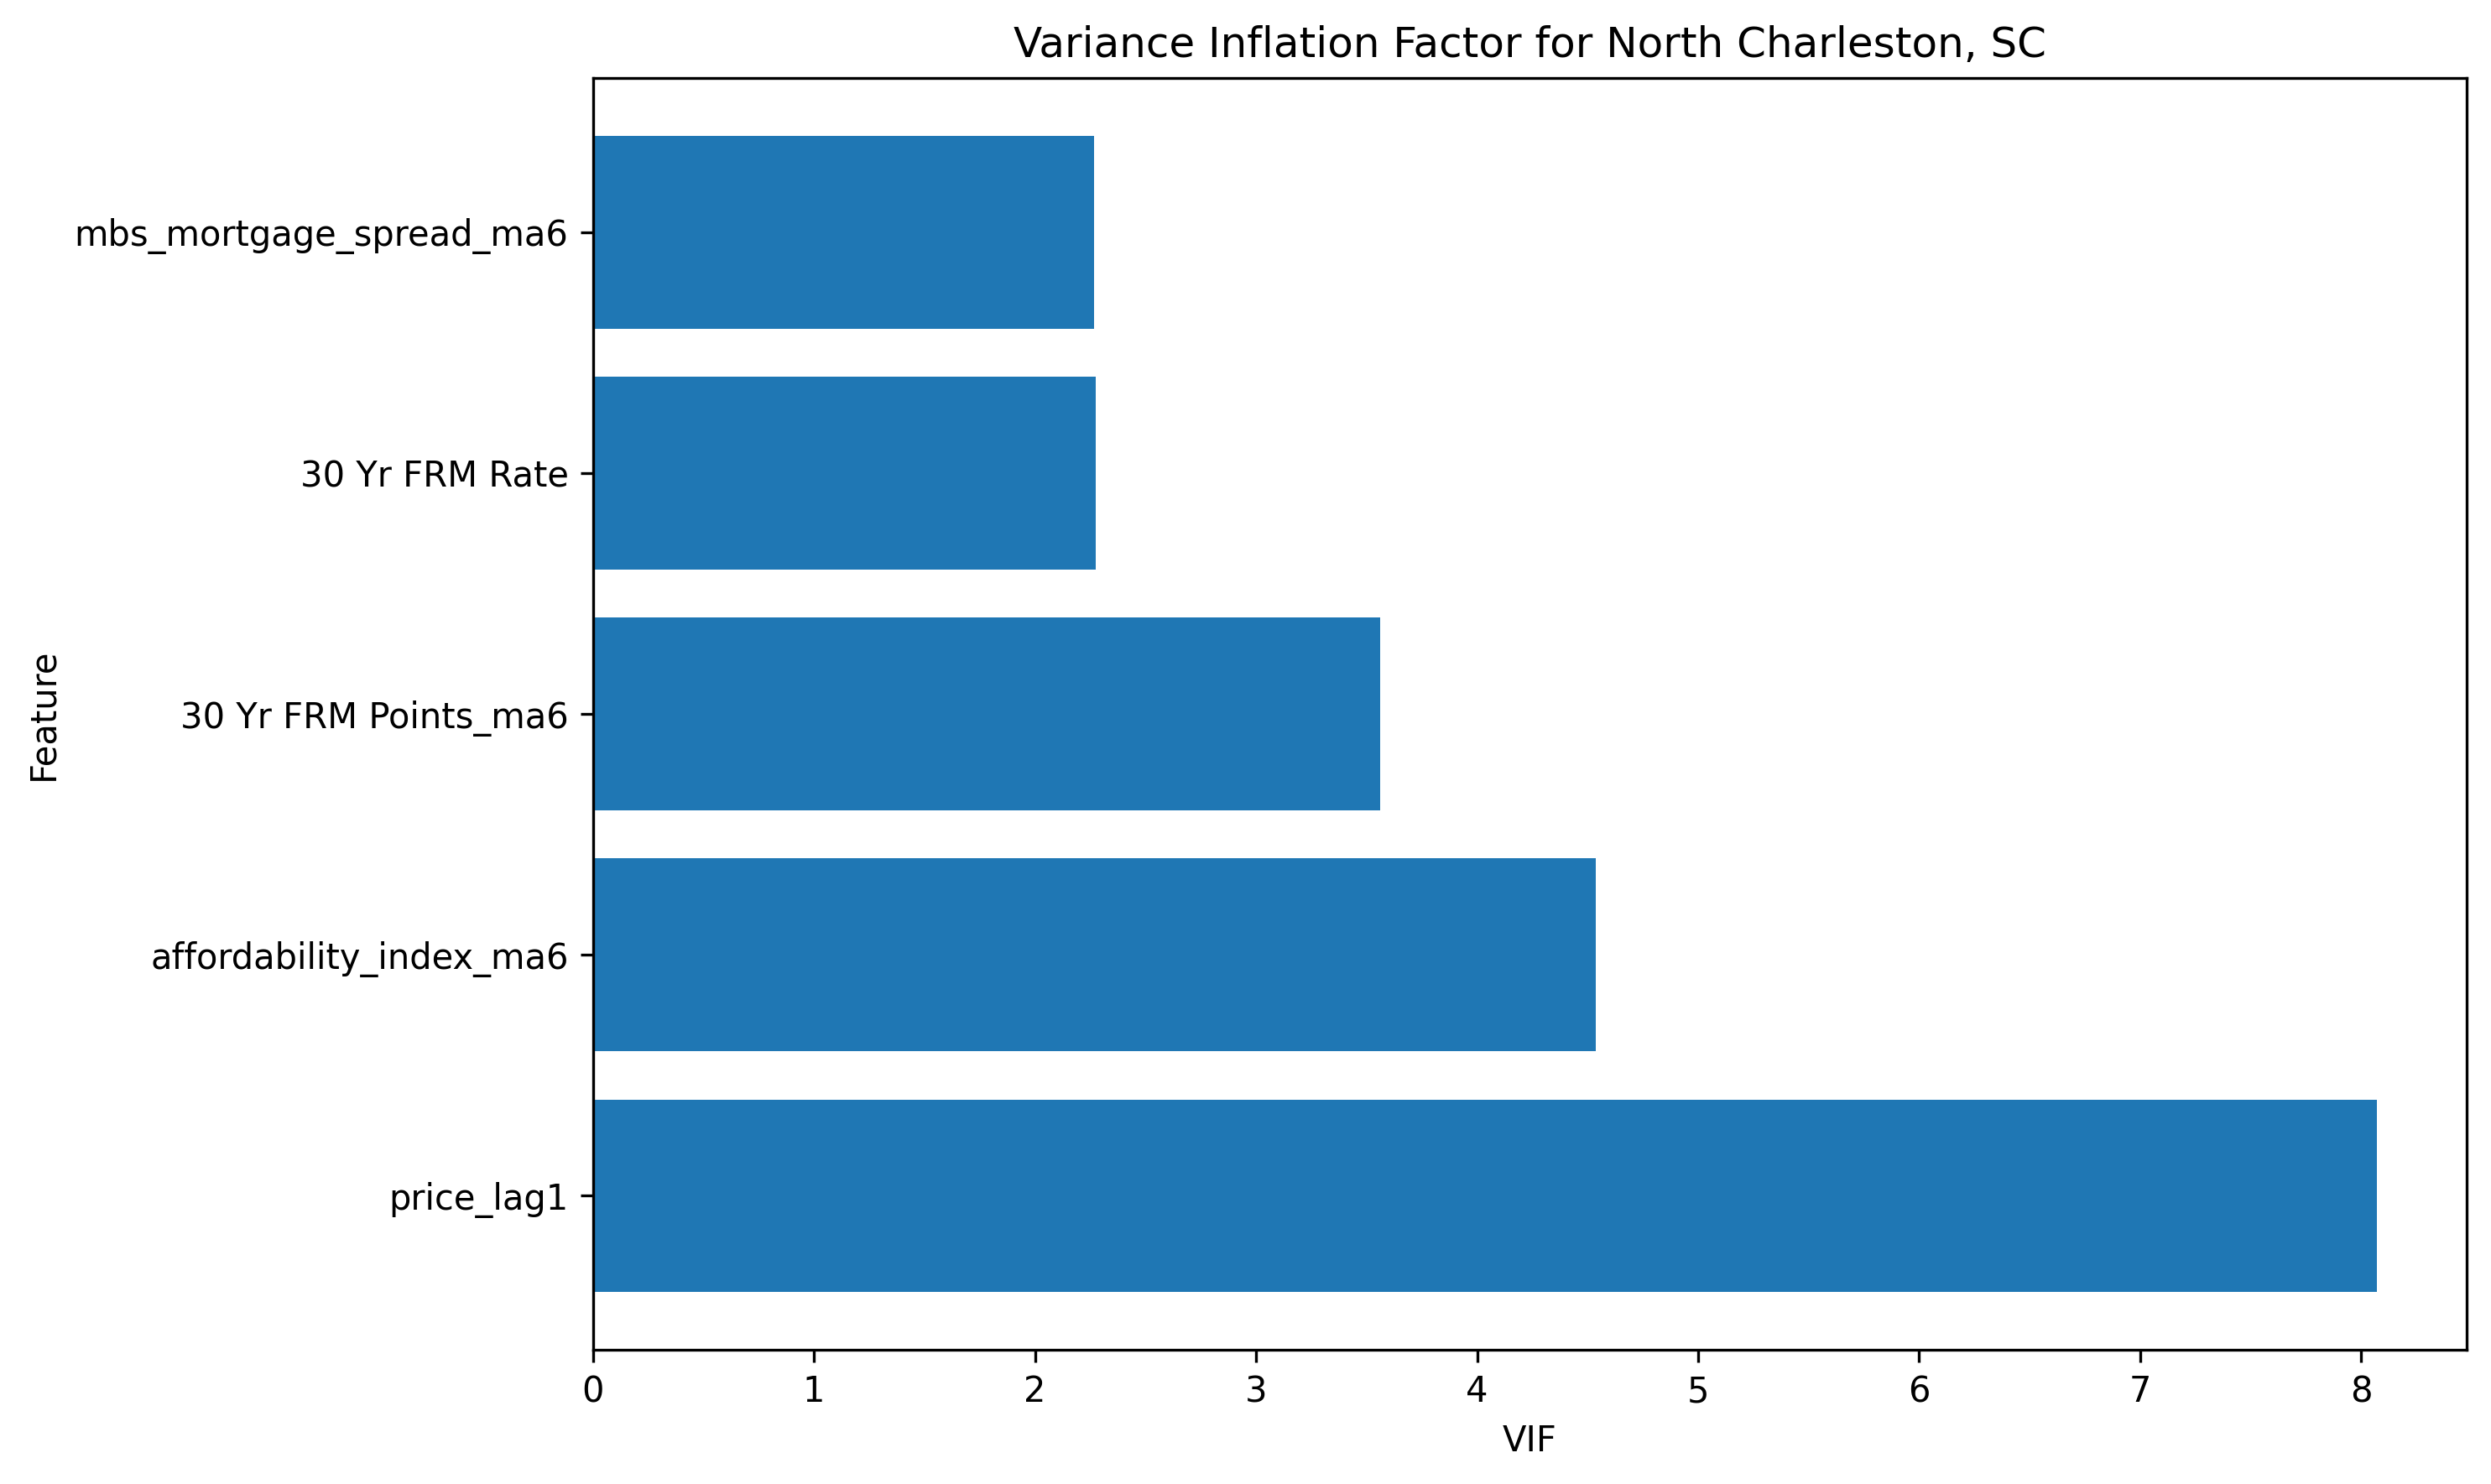 Variance Inflation Factor for North Charleston, SC
Feature
mbs_mortgage_spread_ma6
30 Yr FRM Rate
30 Yr FRM Points_ma6
affordability_index_ma6
price_lag1
0 1 2 3 4 5 6 7 8
VIF